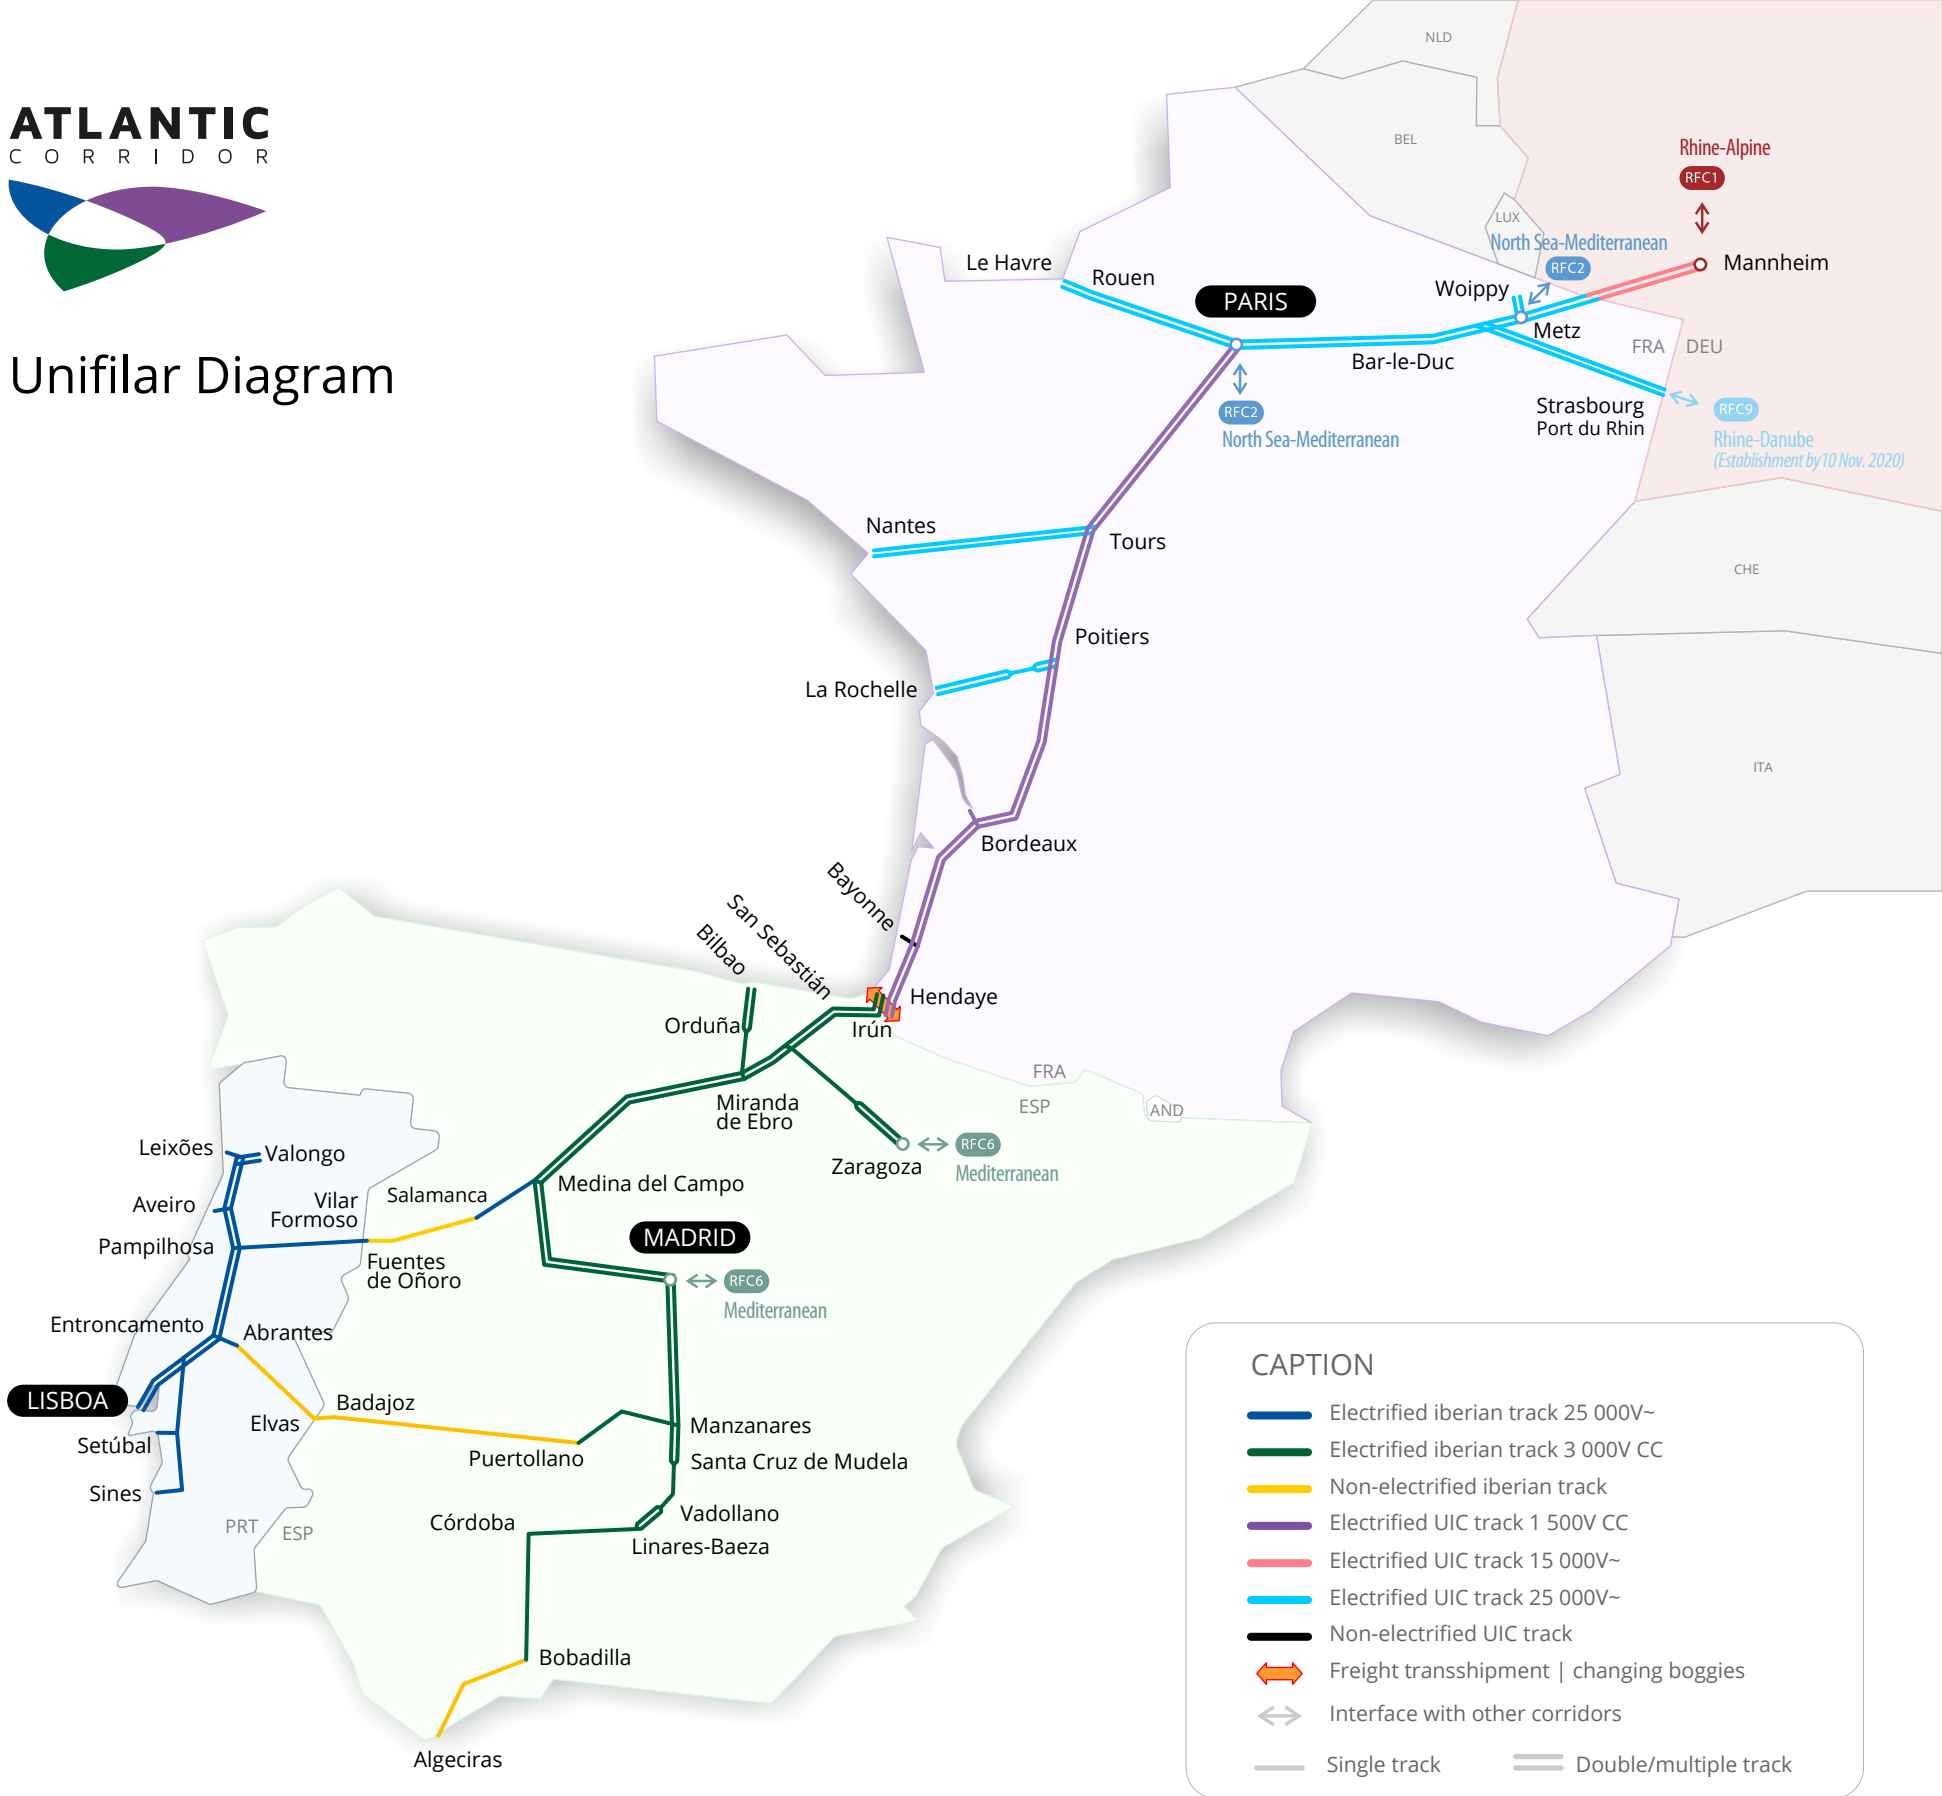 ATLANTIC
CORRIDOR
Unifilar Diagram
NLD
BEL
LUX
Rhine-Alpine
RFC1
North Sea-Mediterranean
RFC2
Mannheim
Le Havre
Rouen
PARIS
Woippy
Metz
Bar-le-Duc
FRA
DEU
RFC2
North Sea-Mediterranean
Strasbourg
Port du Rhin
RFC9
Rhine-Danube
(Establishment by 10 Nov. 2020)
Nantes
Tours
CHE
Poitiers
La Rochelle
ITA
Bordeaux
Bayonne
San Sebastián
Bilbao
Hendaye
Orduña
Irún
FRA
ESP
AND
Miranda
de Ebro
Zaragoza
RFC6
Mediterranean
Leixões
Valongo
Aveiro
Vilar
Formoso
Salamanca
Medina del Campo
Pampilhosa
Fuentes
de Oñoro
MADRID
RFC6
Mediterranean
Entroncamento
Abrantes
LISBOA
Elvas
Badajoz
Setúbal
Puertollano
Manzanares
Santa Cruz de Mudela
Sines
PRT
ESP
Córdoba
Vadollano
Linares-Baeza
Bobadilla
Algeciras
CAPTION
Electrified iberian track 25 000V~
Electrified iberian track 3 000V CC
Non-electrified iberian track
Electrified UIC track 1 500V CC
Electrified UIC track 15 000V~
Electrified UIC track 25 000V~
Non-electrified UIC track
Freight transshipment | changing boggies
Interface with other corridors
Single track
Double/multiple track